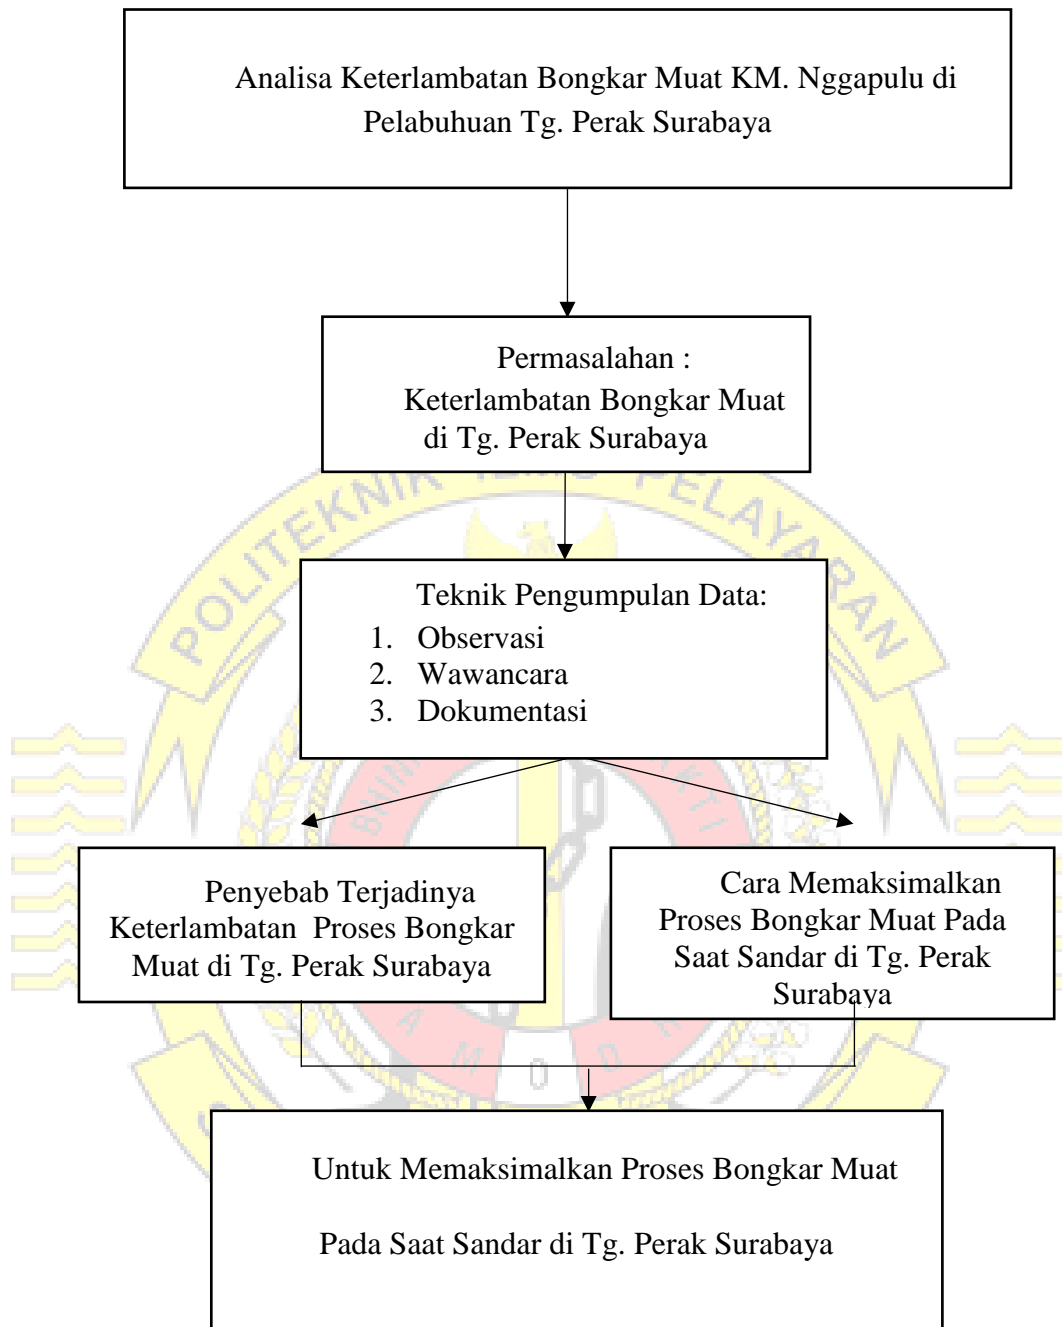 Analisa Keterlambatan Bongkar Muat KM. Nggapulu di
Pelabuhuan Tg. Perak Surabaya
Permasalahan :
Keterlambatan Bongkar Muat
di Tg. Perak Surabaya
POLITEKNIK ILMU PELAYARAN
Teknik Pengumpulan Data:
1. Observasi
2. Wawancara
3. Dokumentasi
Penyebab Terjadinya
Keterlambatan Proses Bongkar
Muat di Tg. Perak Surabaya
Cara Memaksimalkan
Proses Bongkar Muat Pada
Saat Sandar di Tg. Perak
Surabaya
Untuk Memaksimalkan Proses Bongkar Muat
Pada Saat Sandar di Tg. Perak Surabaya